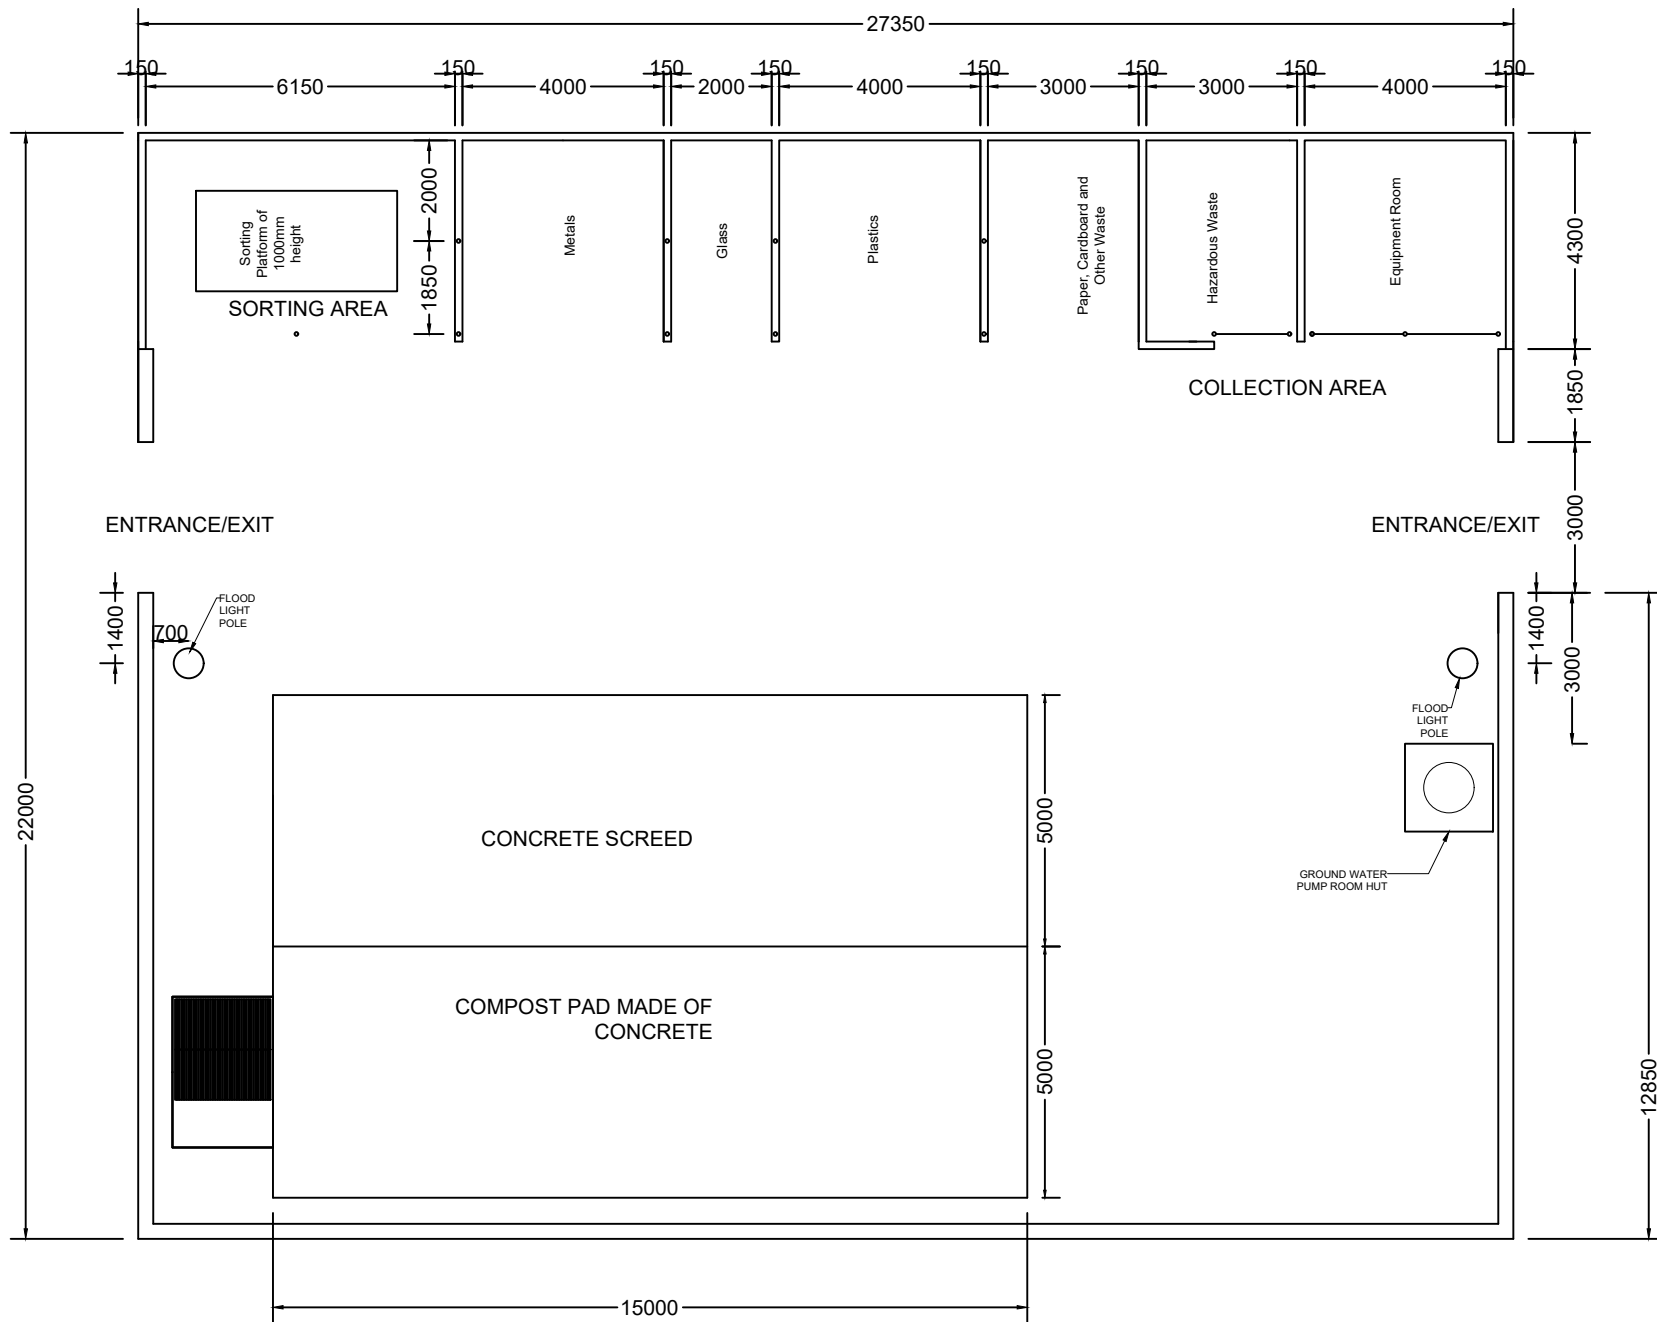 27350
150
150
150
150
150
150
150
150
6150
4000
2000
4000
3000
3000
4000
2000
1850
Sorting
Platform of
1000mm
height
SORTING AREA
Metals
Glass
Plastics
Paper, Cardboard and
Other Waste
Hazardous Waste
Equipment Room
4300
COLLECTION AREA
1850
ENTRANCE/EXIT
ENTRANCE/EXIT
3000
1400
700
FLOOD
LIGHT
POLE
1400
3000
FLOOD
LIGHT
POLE
22000
CONCRETE SCREED
5000
GROUND WATER
PUMP ROOM HUT
COMPOST PAD MADE OF
CONCRETE
5000
12850
15000